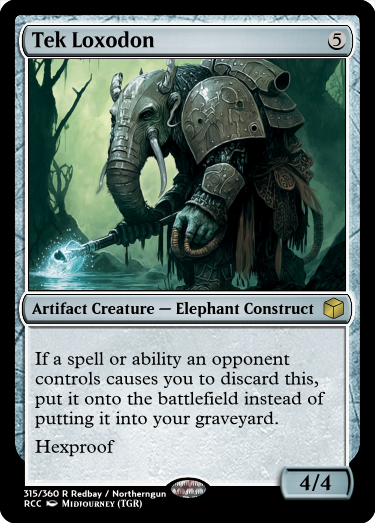 Tek Loxodon 5
Artifact Creature — Elephant Construct
If a spell or ability an opponent
controls causes you to discard this,
put it onto the battlefield instead of
putting it into your graveyard.
Hexproof
4/4
315/360 R Redbay / Northerngun
RCC Midjourney (TGR)